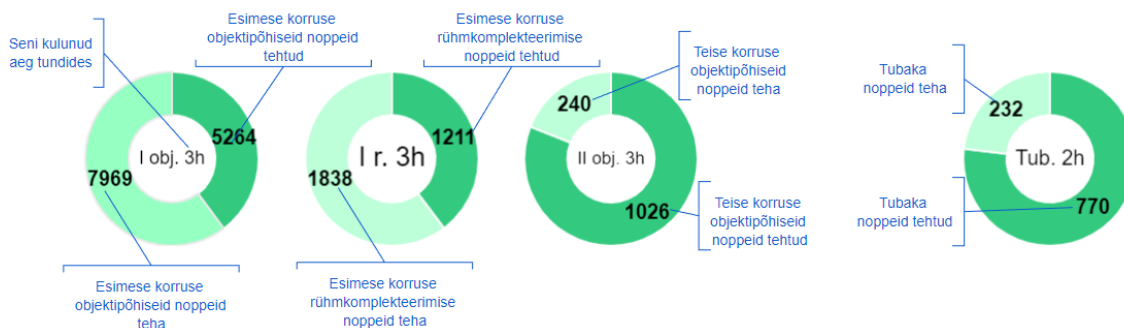 Seni kulunud
aeg tundides
Esimese korruse
objektipõhiseid noppeid
tehtud
5264
I obj. 3h
7969
Esimese korruse
objektipõhiseid noppeid
teha
Esimese korruse
rühmkomplekteerimise
noppeid tehtud
1211
I r. 3h
1838
Esimese korruse
rühmkomplekteerimise
noppeid teha
Teise korruse
objektipõhiseid
noppeid teha
240
II obj. 3h
1026
Teise korruse
objektipõhiseid
noppeid tehtud
Tubaka
noppeid teha
232
Tub. 2h
770
Tubaka
noppeid tehtud